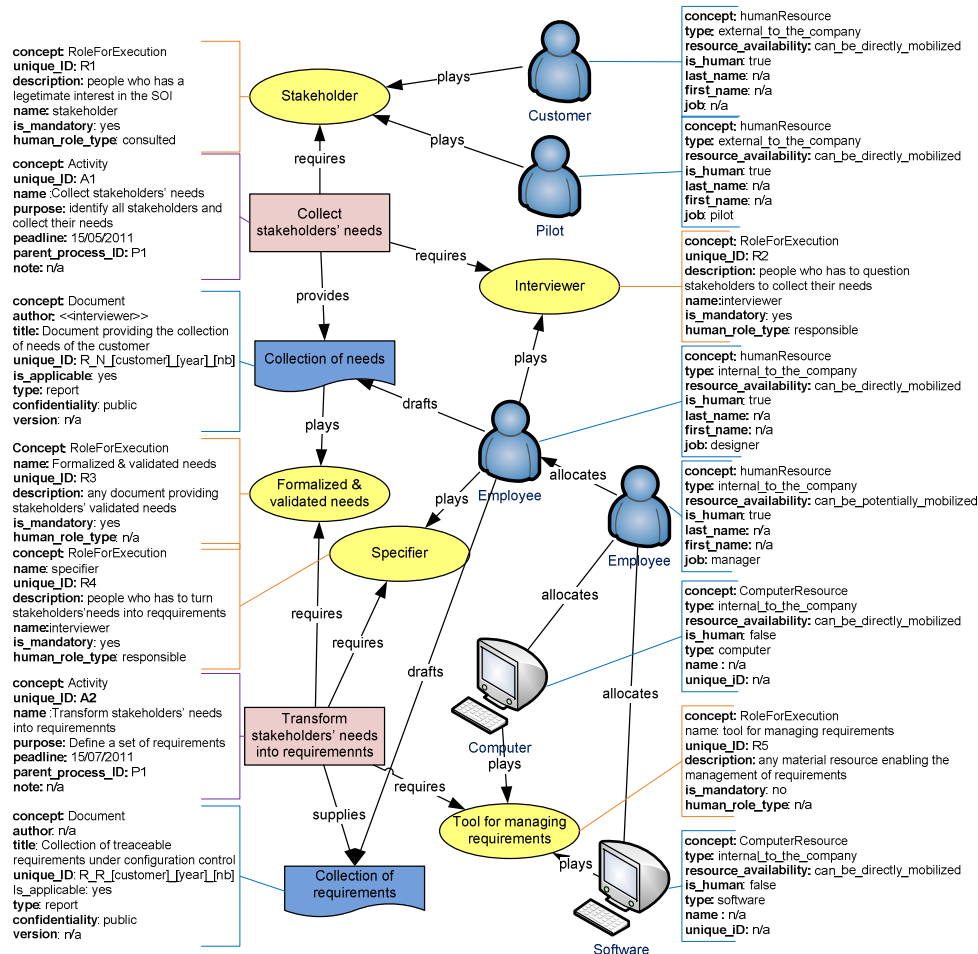 concept: RoleForExecution
unique_ID: R1
description: people who has a
legetimate interest in the SOI
name: stakeholder
is_mandatory: yes
human_role_type: consulted
concept: Activity
unique_ID: A1
name :Collect stakeholders’ needs
purpose: identify all stakeholders and
collect their needs
peadline: 15/05/2011
parent_process_ID: P1
note: n/a
concept: Document
author: <<interviewer>>
title: Document providing the collection
of needs of the customer
unique_ID: R_N_[customer]_[year]_[nb]
is_applicable: yes
type: report
confidentiality: public
version: n/a
Concept: RoleForExecution
name: Formalized & validated needs
unique_ID: R3
description: any document providing
stakeholders’ validated needs
is_mandatory: yes
human_role_type: n/a
concept: RoleForExecution
name: specifier
unique_ID: R4
description: people who has to turn
stakeholders’needs into reqquirements
name:interviewer
is_mandatory: yes
human_role_type: responsible
concept: Activity
unique_ID: A2
name :Transform stakeholders’ needs
into requiremennts
purpose: Define a set of requirements
peadline: 15/07/2011
parent_process_ID: P1
note: n/a
concept: Document
author: n/a
title: Collection of treaceable
requirements under configuration control
unique_ID: R_R_[customer]_[year]_[nb]
Is_applicable: yes
type: report
confidentiality: public
version: n/a
Stakeholder
plays
Customer
plays
Pilot
requires
Collect
stakeholders’ needs
requires
Interviewer
provides
plays
Collection of needs
drafts
plays
Employee
allocates
Formalized &
validated needs
plays
Specifier
Employee
requires
requires
allocates
drafts
allocates
Transform
stakeholders’ needs
into requiremennts
Computer
plays
requires
supplies
Tool for managing
requirements
plays
Collection of
requirements
Software
concept: humanResource
type: external_to_the_company
resource_availability: can_be_directly_mobilized
is_human: true
last_name: n/a
first_name: n/a
job: n/a
concept: humanResource
type: external_to_the_company
resource_availability: can_be_directly_mobilized
is_human: true
last_name: n/a
first_name: n/a
job: pilot
concept: RoleForExecution
unique_ID: R2
description: people who has to question
stakeholders to collect their needs
name:interviewer
is_mandatory: yes
human_role_type: responsible
concept: humanResource
type: internal_to_the_company
resource_availability: can_be_directly_mobilized
is_human: true
last_name: n/a
first_name: n/a
job: designer
concept: humanResource
type: internal_to_the_company
resource_availability: can_be_potentially_mobilized
is_human: true
last_name: n/a
first_name: n/a
job: manager
concept: ComputerResource
type: internal_to_the_company
resource_availability: can_be_directly_mobilized
is_human: false
type: computer
name : n/a
unique_iD: n/a
concept: RoleForExecution
name: tool for managing requirements
unique_ID: R5
description: any material resource enabling the
management of requirements
is_mandatory: no
human_role_type: n/a
concept: ComputerResource
type: internal_to_the_company
resource_availability: can_be_directly_mobilized
is_human: false
type: software
name : n/a
unique_iD: n/a